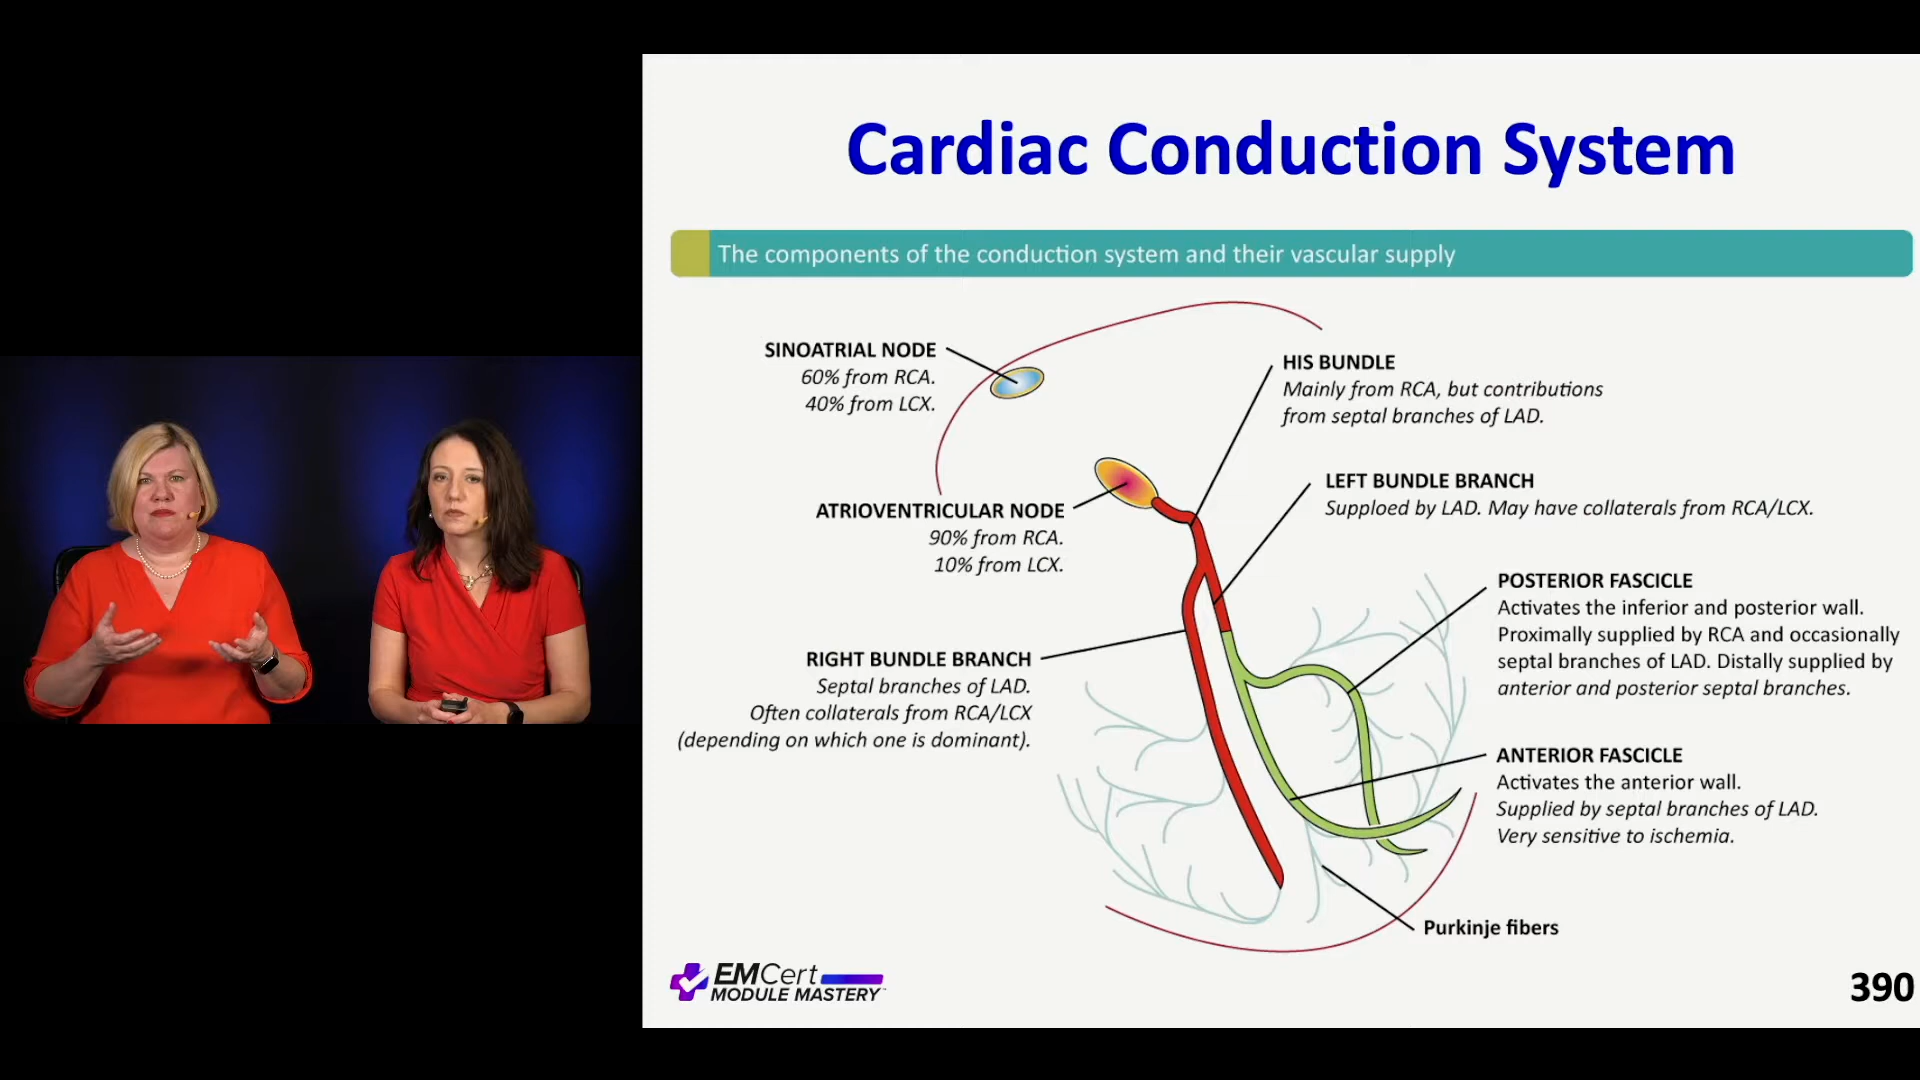 Cardiac Conduction System
The components of the conduction system and their vascular supply
SINOATRIAL NODE
60% from RCA.
40% from LCX.
HIS BUNDLE
Mainly from RCA, but contributions
from septal branches of LAD.
ATRIOVENTRICULAR NODE
90% from RCA.
10% from LCX.
LEFT BUNDLE BRANCH
Supploed by LAD. May have collaterals from RCA/LCX.
POSTERIOR FASCICLE
Activates the inferior and posterior wall.
Proximally supplied by RCA and occasionally
septal branches of LAD. Distally supplied by
anterior and posterior septal branches.
RIGHT BUNDLE BRANCH
Septal branches of LAD.
Often collaterals from RCA/LCX
(depending on which one is dominant).
ANTERIOR FASCICLE
Activates the anterior wall.
Supplied by septal branches of LAD.
Very sensitive to ischemia.
Purkinje fibers
EMCert
MODULE MASTERY
390